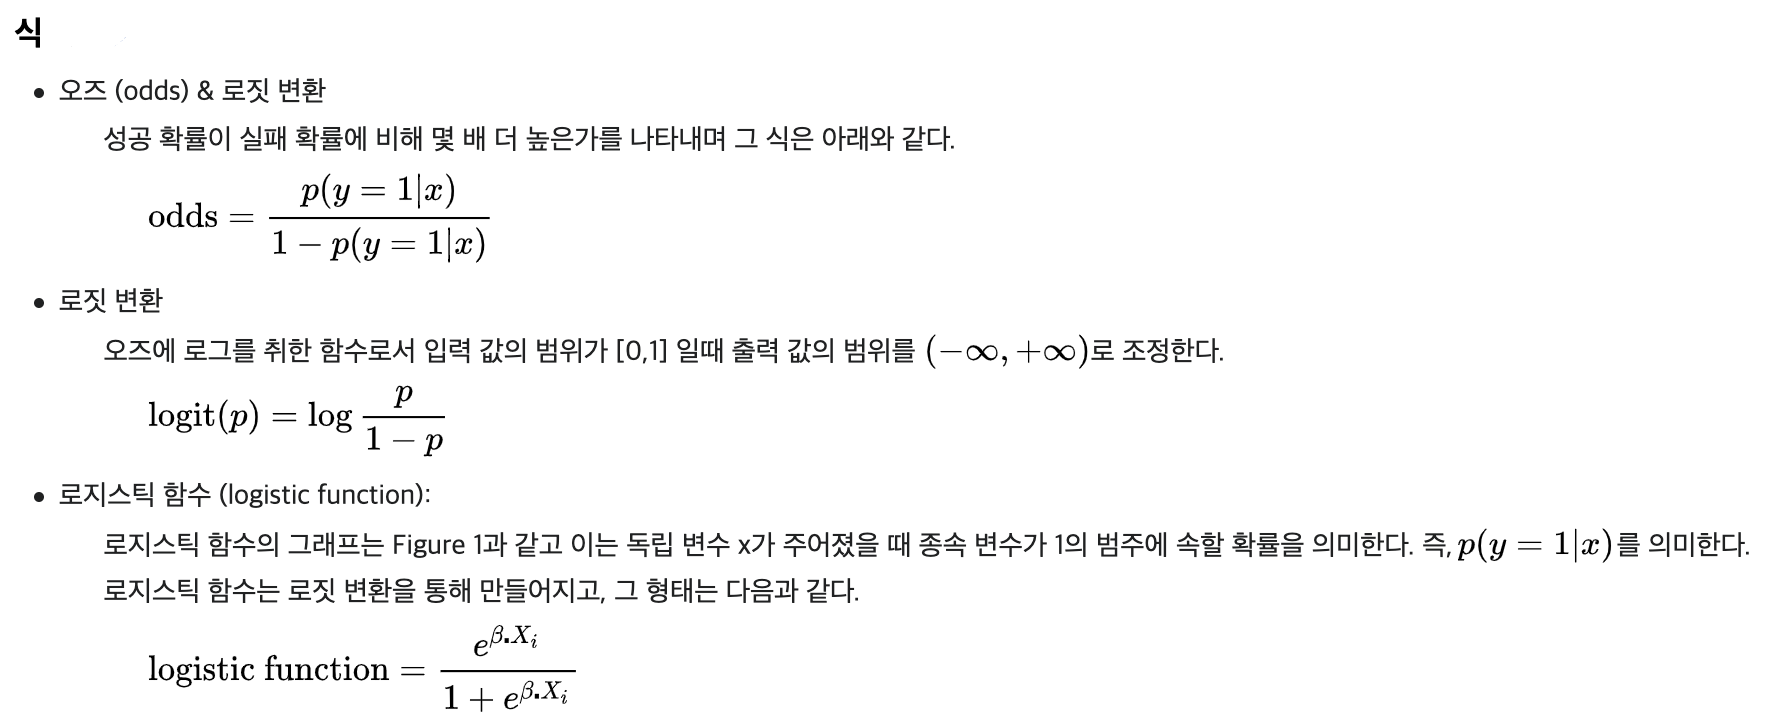 식
• 오즈 (odds) & 로짓 변환
성공 확률이 실패 확률에 비해 몇 배 더 높은가를 나타내며 그 식은 아래와 같다.
odds = \frac{p(y = 1|x)}{1 - p(y = 1|x)}
• 로짓 변환
오즈에 로그를 취한 함수로서 입력 값의 범위가 [0,1] 일때 출력 값의 범위를 (-∞, +∞)로 조정한다.
logit(p) = log \frac{p}{1 - p}
• 로지스틱 함수 (logistic function):
로지스틱 함수의 그래프는 Figure 1과 같고 이는 독립 변수 x가 주어졌을 때 종속 변수가 1의 범주에 속할 확률을 의미한다. 즉, p(y = 1|x)를 의미한다.
로지스틱 함수는 로짓 변환을 통해 만들어지고, 그 형태는 다음과 같다.
logistic function = \frac{e^{β·X_i}}{1 + e^{β·X_i}}